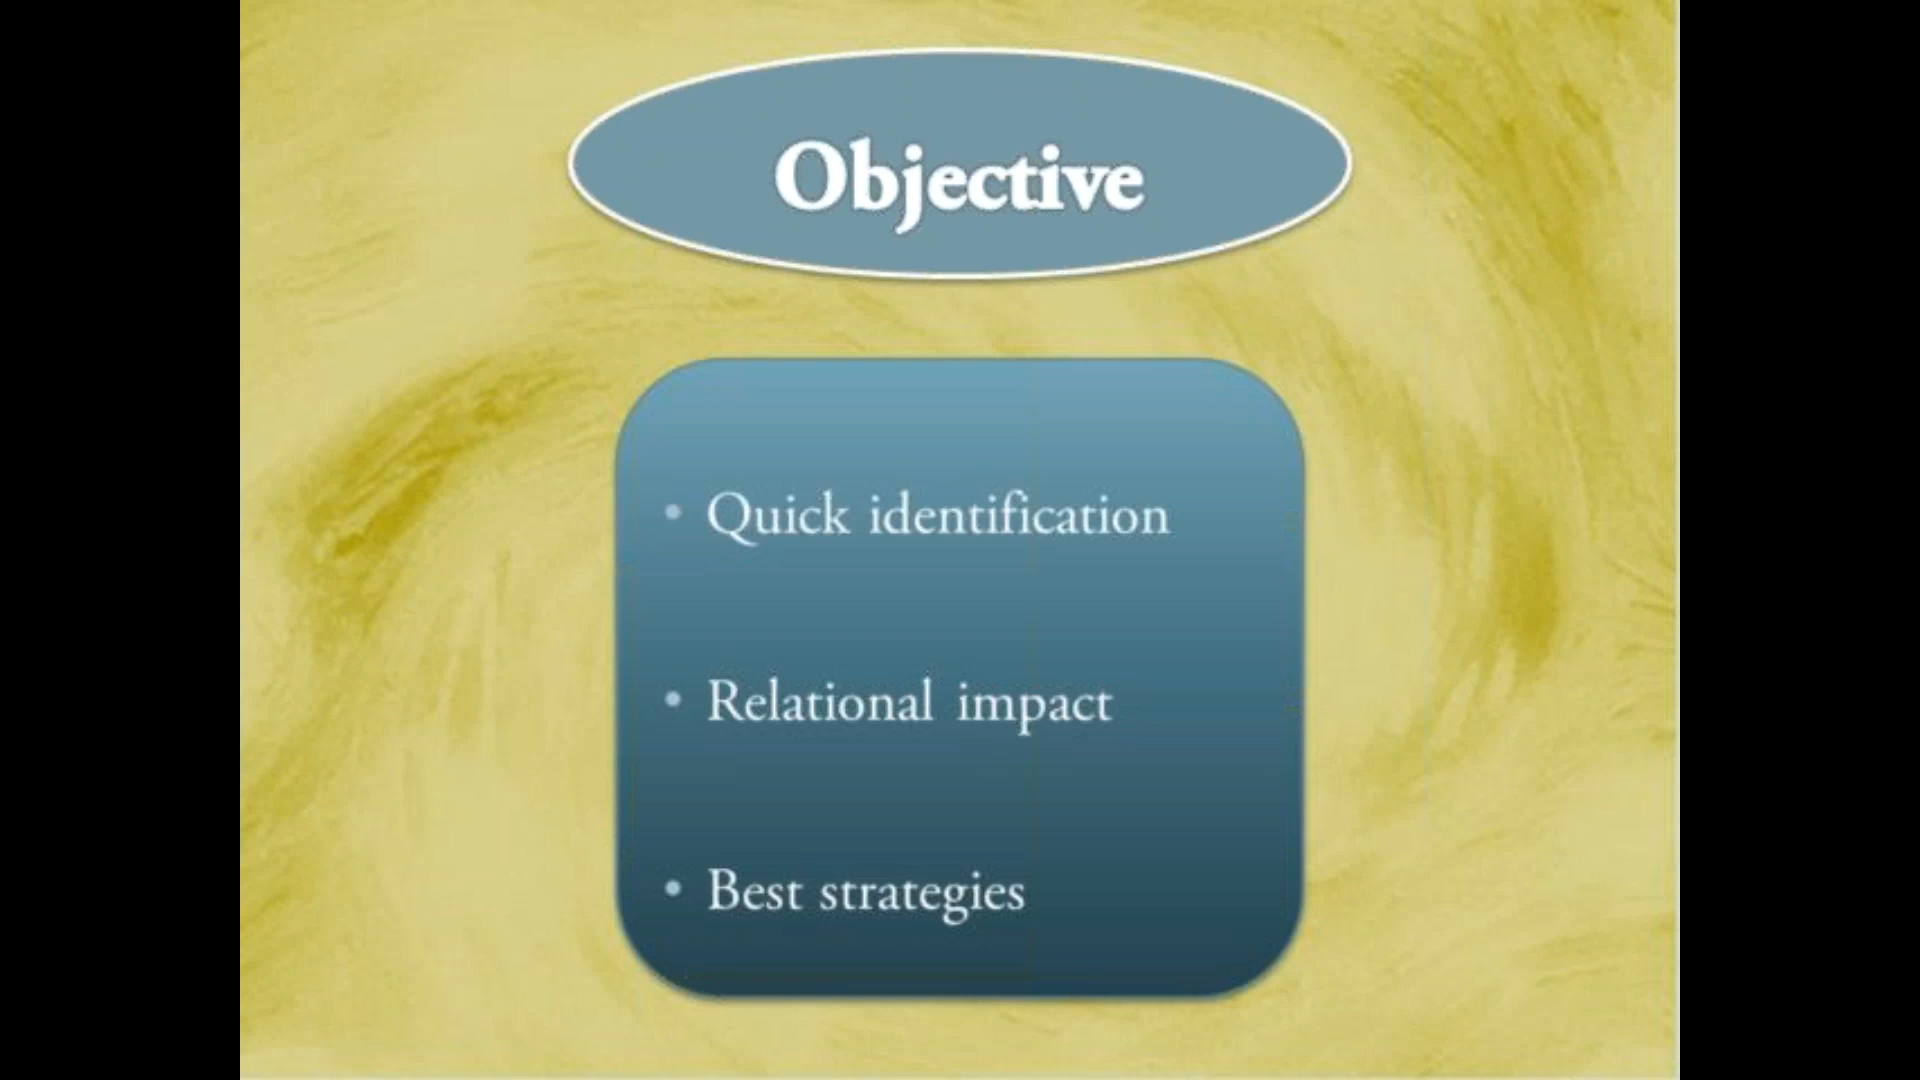 Objective
• Quick identification
• Relational impact
• Best strategies